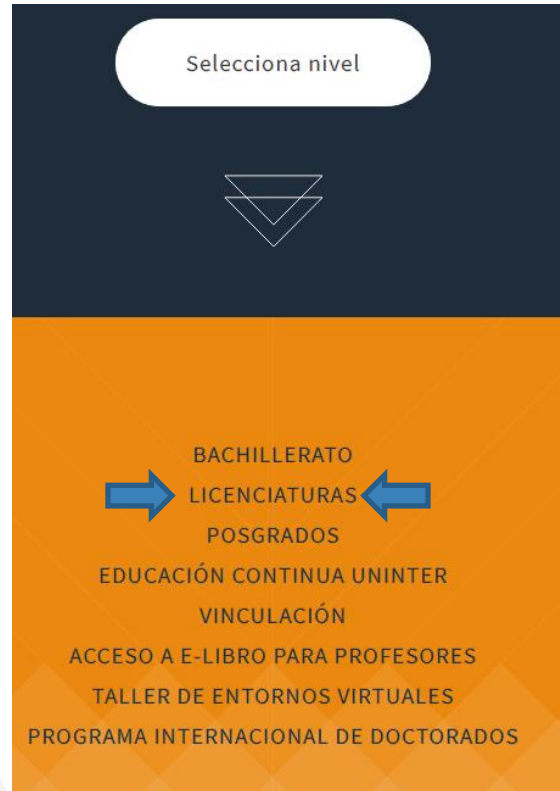 Selecciona nivel
BACHILLERATO
LICENCIATURAS
POSGRADOS
EDUCACIÓN CONTINUA UNINTER
VINCULACIÓN
ACCESO A E-LIBRO PARA PROFESORES
TALLER DE ENTORNOS VIRTUALES
PROGRAMA INTERNACIONAL DE DOCTORADOS